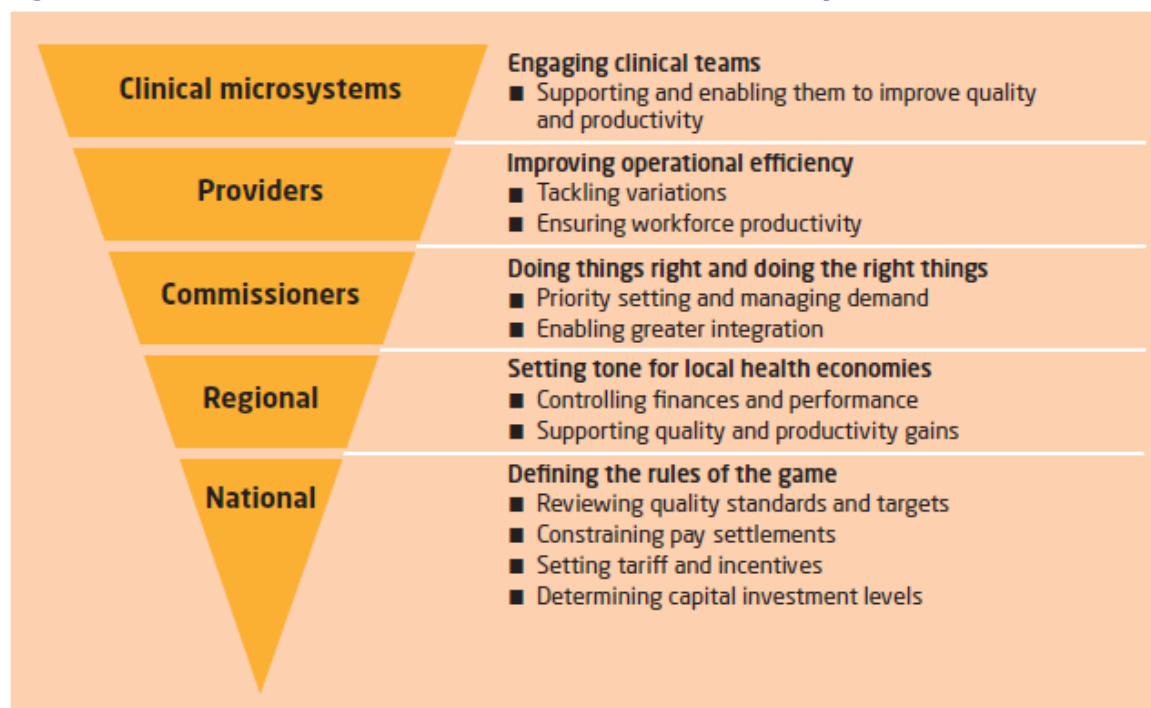 Clinical microsystems
Engaging clinical teams
■ Supporting and enabling them to improve quality
and productivity
Providers
Improving operational efficiency
■ Tackling variations
■ Ensuring workforce productivity
Commissioners
Doing things right and doing the right things
■ Priority setting and managing demand
■ Enabling greater integration
Regional
Setting tone for local health economies
■ Controlling finances and performance
■ Supporting quality and productivity gains
National
Defining the rules of the game
■ Reviewing quality standards and targets
■ Constraining pay settlements
■ Setting tariff and incentives
■ Determining capital investment levels